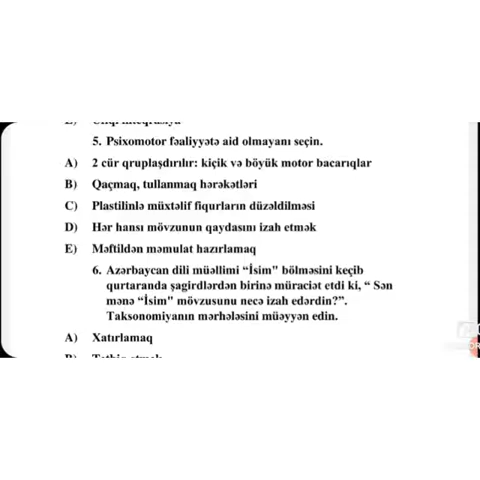 5. Psixomotor fəaliyyətə aid olmayanı seçin.
A) 2 cür qruplaşdırılır: kiçik və böyük motor bacarıqlar
B) Qaçmaq, tullanmaq hərəkətləri
C) Plastilinlə müxtəlif fiqurların düzəldilməsi
D) Hər hansı mövzunun qaydasını izah etmək
E) Məftildən məmulat hazırlamaq
6. Azərbaycan dili müəllimi “İsim" bölməsini keçib
qurtaranda şagirdlərdən birinə müraciət etdi ki, “ Sən
mənə “İsim" mövzusunu necə izah edərdin?”.
Taksonomiyanın mərhələsini müəyyən edin.
A) Xatırlamaq